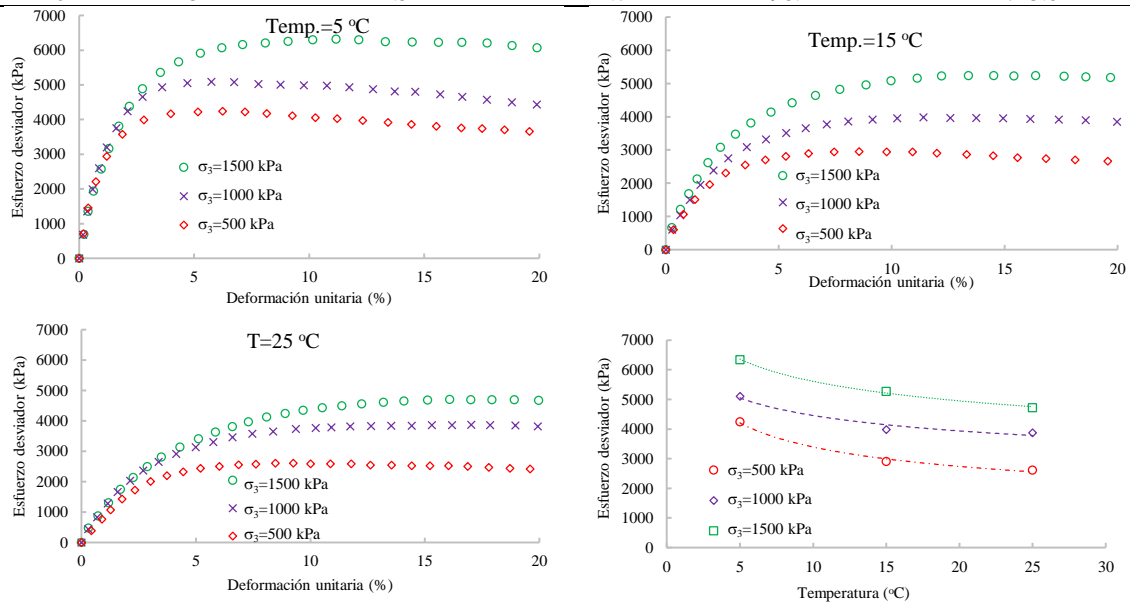 Temp.=5 °C
Esfuerzo desviador (kPa)
7000
6000
5000
4000
3000
2000
1000
0
σ3=1500 kPa
σ3=1000 kPa
σ3=500 kPa
0 5 10 15 20
Deformación unitaria (%)
Temp.=15 °C
Esfuerzo desviador (kPa)
7000
6000
5000
4000
3000
2000
1000
0
σ3=1500 kPa
σ3=1000 kPa
σ3=500 kPa
0 5 10 15 20
Deformación unitaria (%)
T=25 °C
Esfuerzo desviador (kPa)
7000
6000
5000
4000
3000
2000
1000
0
σ3=1500 kPa
σ3=1000 kPa
σ3=500 kPa
0 5 10 15 20
Deformación unitaria (%)
Esfuerzo desviador (kPa)
7000
6000
5000
4000
3000
2000
1000
0
σ3=500 kPa
σ3=1000 kPa
σ3=1500 kPa
0 5 10 15 20 25 30
Temperatura (°C)